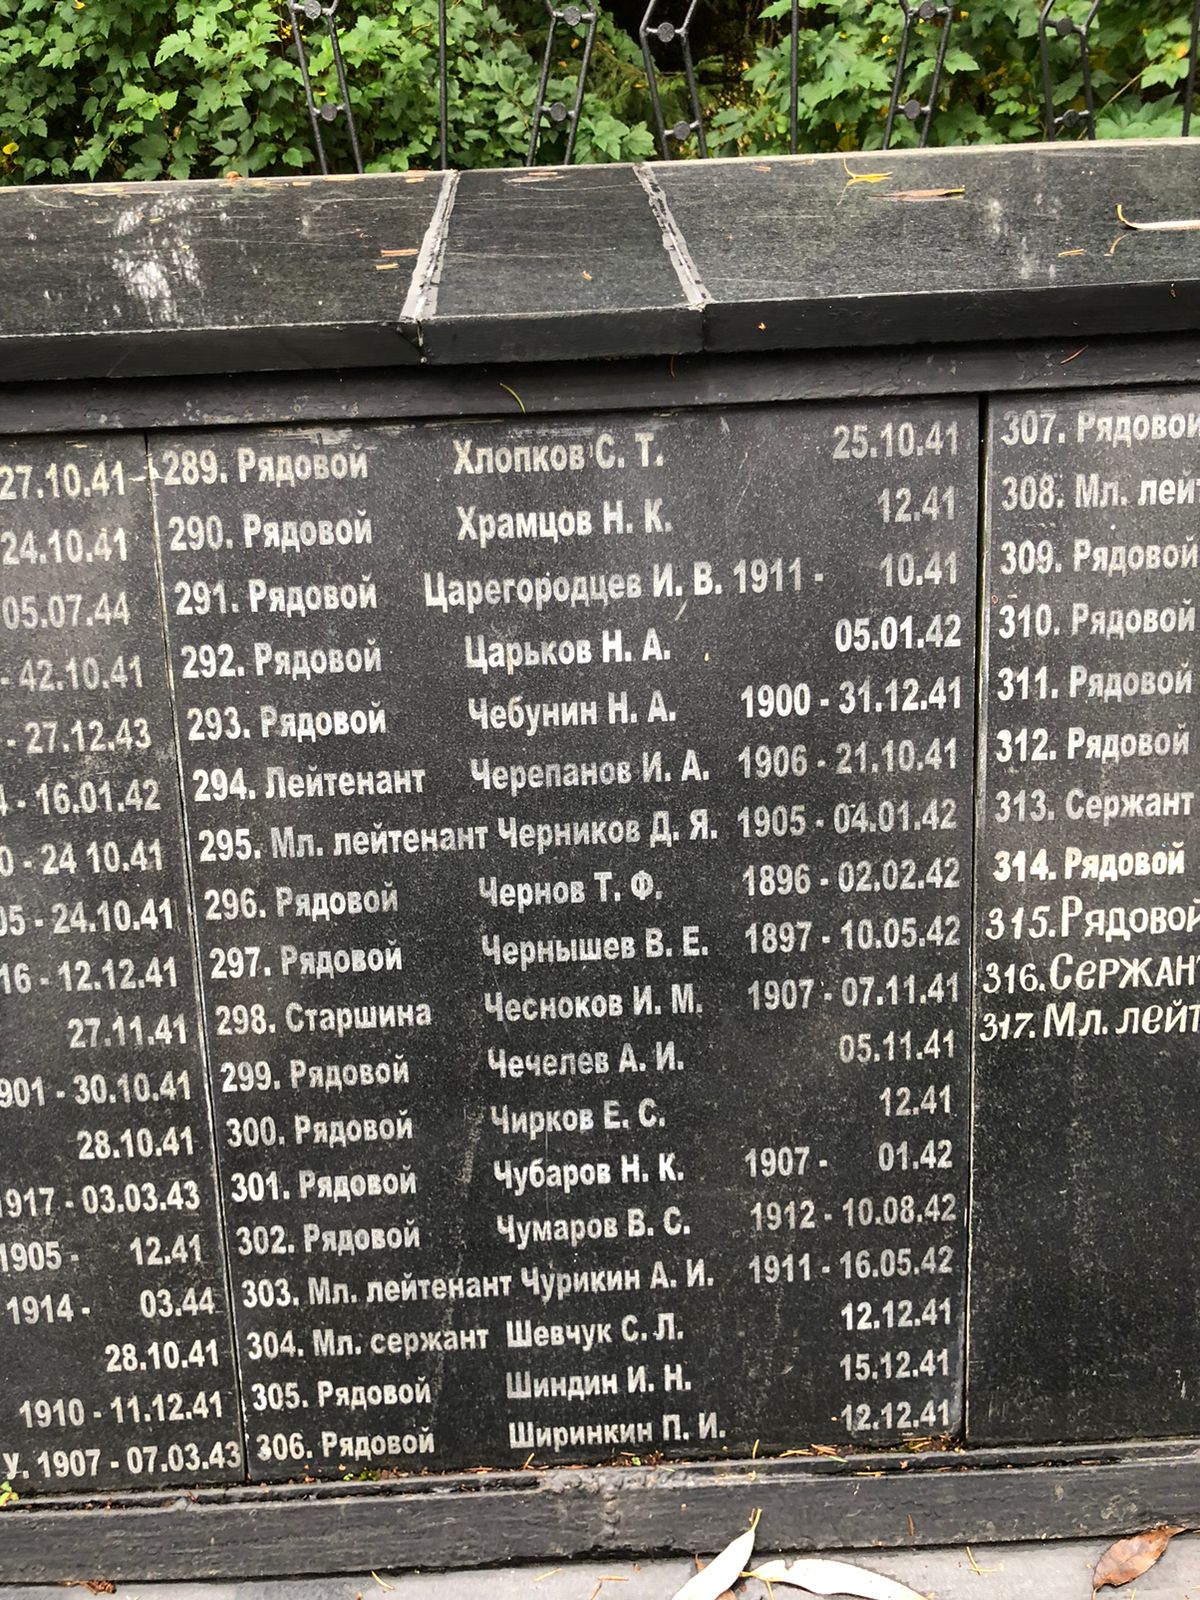 27.10.41
24.10.41
05.07.44
- 42.10.41
- 27.12.43
- 16.01.42
- 24 10.41
- 24.10.41
- 12.12.41
27.11.41
- 30.10.41
28.10.41
1917 - 03.03.43
1905 - 12.41
1914 - 03.44
28.10.41
1910 - 11.12.41
У. 1907 - 07.03.43
289. Рядовой Хлопков С. Т. 25.10.41
290. Рядовой Храмцов Н. К. 12.41
291. Рядовой Царегородцев И. В. 1911 - 10.41
292. Рядовой Царьков Н. А. 05.01.42
293. Рядовой Чебунин Н. А. 1900 - 31.12.41
294. Лейтенант Черепанов И. А. 1906 - 21.10.41
295. Мл. лейтенант Черников Д. Я. 1905 - 04.01.42
296. Рядовой Чернов Т. Ф. 1896 - 02.02.42
297. Рядовой Чернышев В. Е. 1897 - 10.05.42
298. Старшина Чесноков И. М. 1907 - 07.11.41
299. Рядовой Чечелев А. И. 05.11.41
300. Рядовой Чирков Е. С. 12.41
301. Рядовой Чубаров Н. К. 1907 - 01.42
302. Рядовой Чумаров В. С. 1912 - 10.08.42
303. Мл. лейтенант Чурикин А. И. 1911 - 16.05.42
304. Мл. сержант Шевчук С. Л. 12.12.41
305. Рядовой Шиндин И. Н. 15.12.41
306. Рядовой Ширинкин П. И. 12.12.41
307. Рядовой
308. Мл.
309. Рядовой
310. Рядовой
311. Рядовой
312. Рядовой
313. Сержант
314. Рядовой
315. Рядовой
316. Сержант
317. Мл.